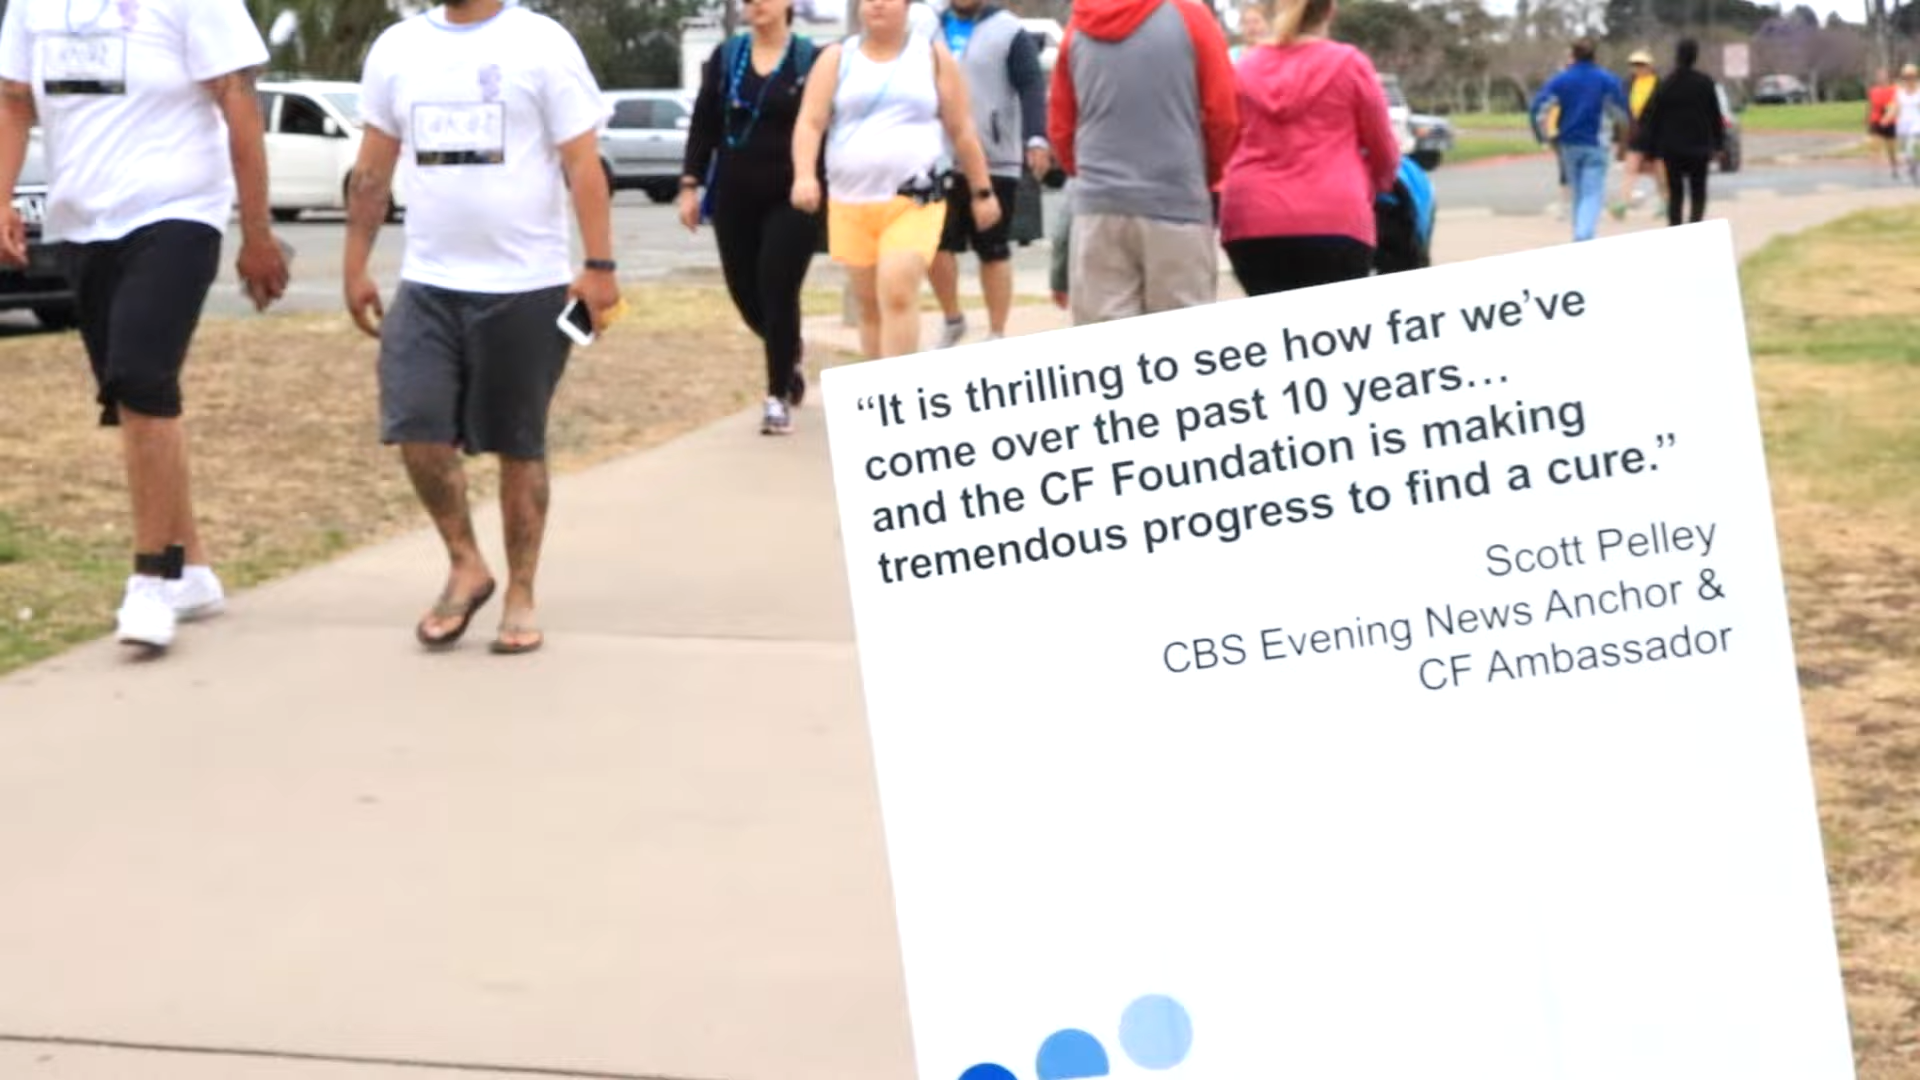 “It is thrilling to see how far we’ve
come over the past 10 years…
and the CF Foundation is making
tremendous progress to find a cure.”
Scott Pelley
CBS Evening News Anchor &
CF Ambassador